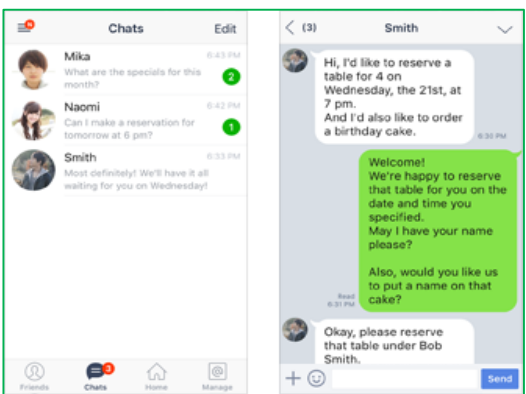 Chats
Edit
Mika
6:43 PM
What are the specials for this
month?
2
Naomi
6:42 PM
Can I make a reservation for
tomorrow at 6 pm?
1
Smith
6:33 PM
Most definitely! We'll have it all
waiting for you on Wednesday!
Friends
3
Chats
Home
@
Manage
(3)
Smith
Hi, I'd like to reserve a
table for 4 on
Wednesday, the 21st, at
7 pm.
And I'd also like to order
a birthday cake.
6:30 PM
Welcome!
We're happy to reserve
that table for you on the
date and time you
specified.
May I have your name
please?
Also, would you like us
to put a name on that
cake?
Read
6:31 PM
Okay, please reserve
that table under Bob
Smith.
Send